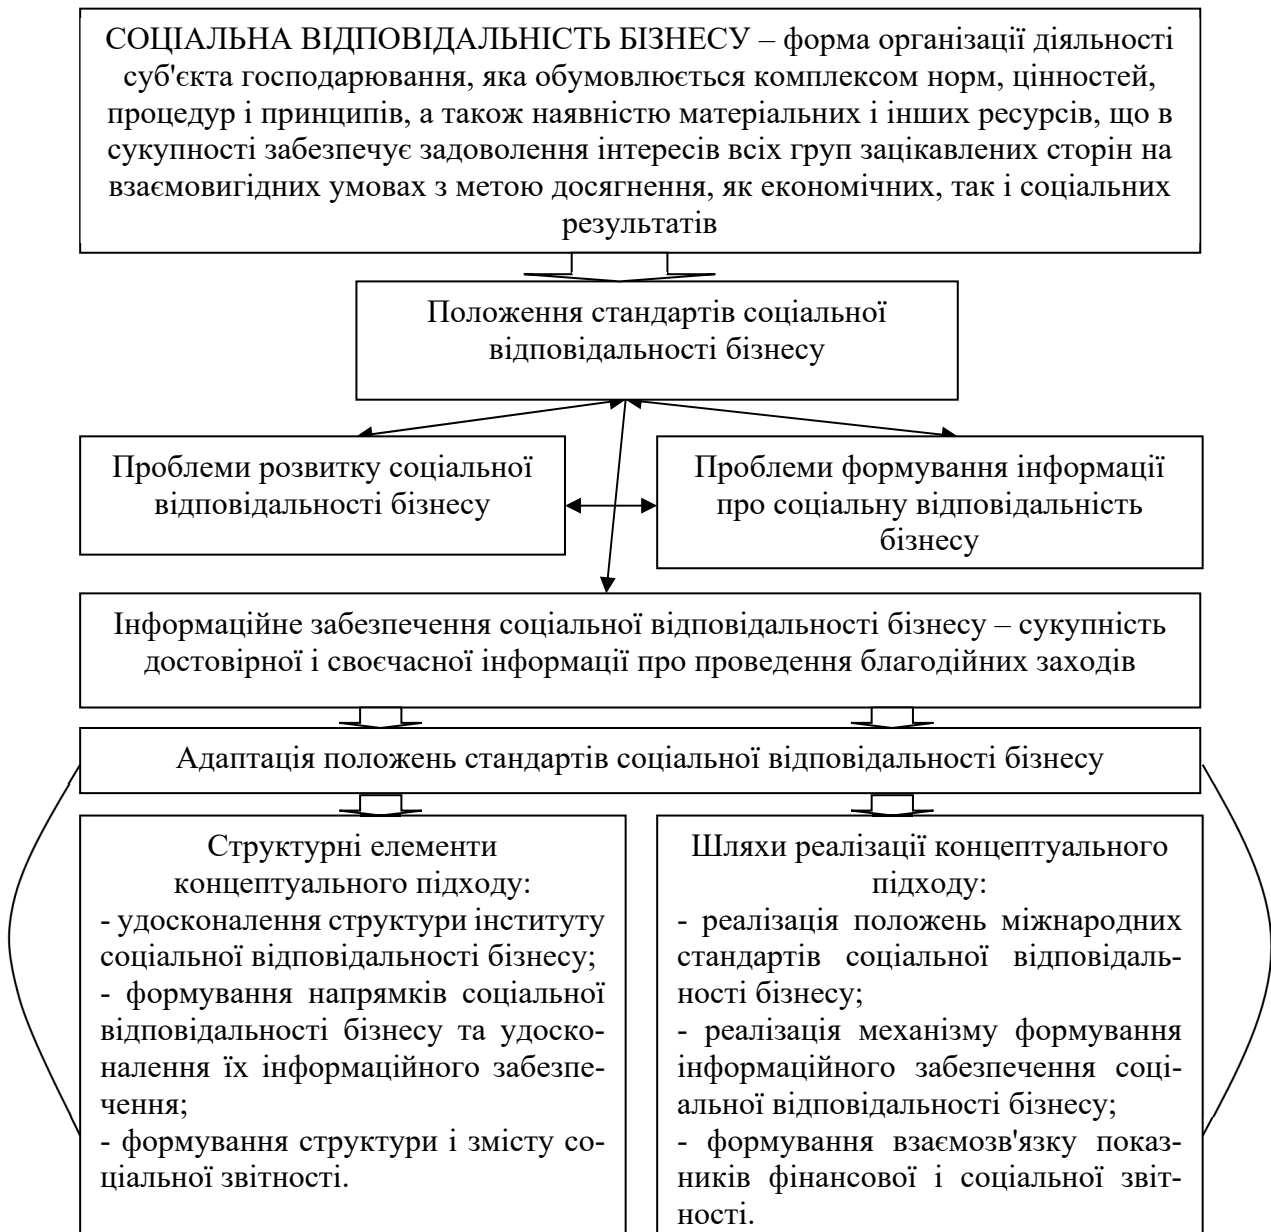 СОЦІАЛЬНА ВІДПОВІДАЛЬНІСТЬ БІЗНЕСУ – форма організації діяльності
суб'єкта господарювання, яка обумовлюється комплексом норм, цінностей,
процедур і принципів, а також наявністю матеріальних і інших ресурсів, що в
сукупності забезпечує задоволення інтересів всіх груп зацікавлених сторін на
взаємовигідних умовах з метою досягнення, як економічних, так і соціальних
результатів
Положення стандартів соціальної
відповідальності бізнесу
Проблеми розвитку соціальної
відповідальності бізнесу
Проблеми формування інформації
про соціальну відповідальність
бізнесу
Інформаційне забезпечення соціальної відповідальності бізнесу – сукупність
достовірної і своєчасної інформації про проведення благодійних заходів
Адаптація положень стандартів соціальної відповідальності бізнесу
Структурні елементи
концептуального підходу:
- удосконалення структури інституту
соціальної відповідальності бізнесу;
- формування напрямків соціальної
відповідальності бізнесу та удоско-
налення їх інформаційного забезпе-
чення;
- формування структури і змісту со-
ціальної звітності.
Шляхи реалізації концептуального
підходу:
- реалізація положень міжнародних
стандартів соціальної відповідаль-
ності бізнесу;
- реалізація механізму формування
інформаційного забезпечення соці-
альної відповідальності бізнесу;
- формування взаємозв'язку показ-
ників фінансової і соціальної звіт-
ності.